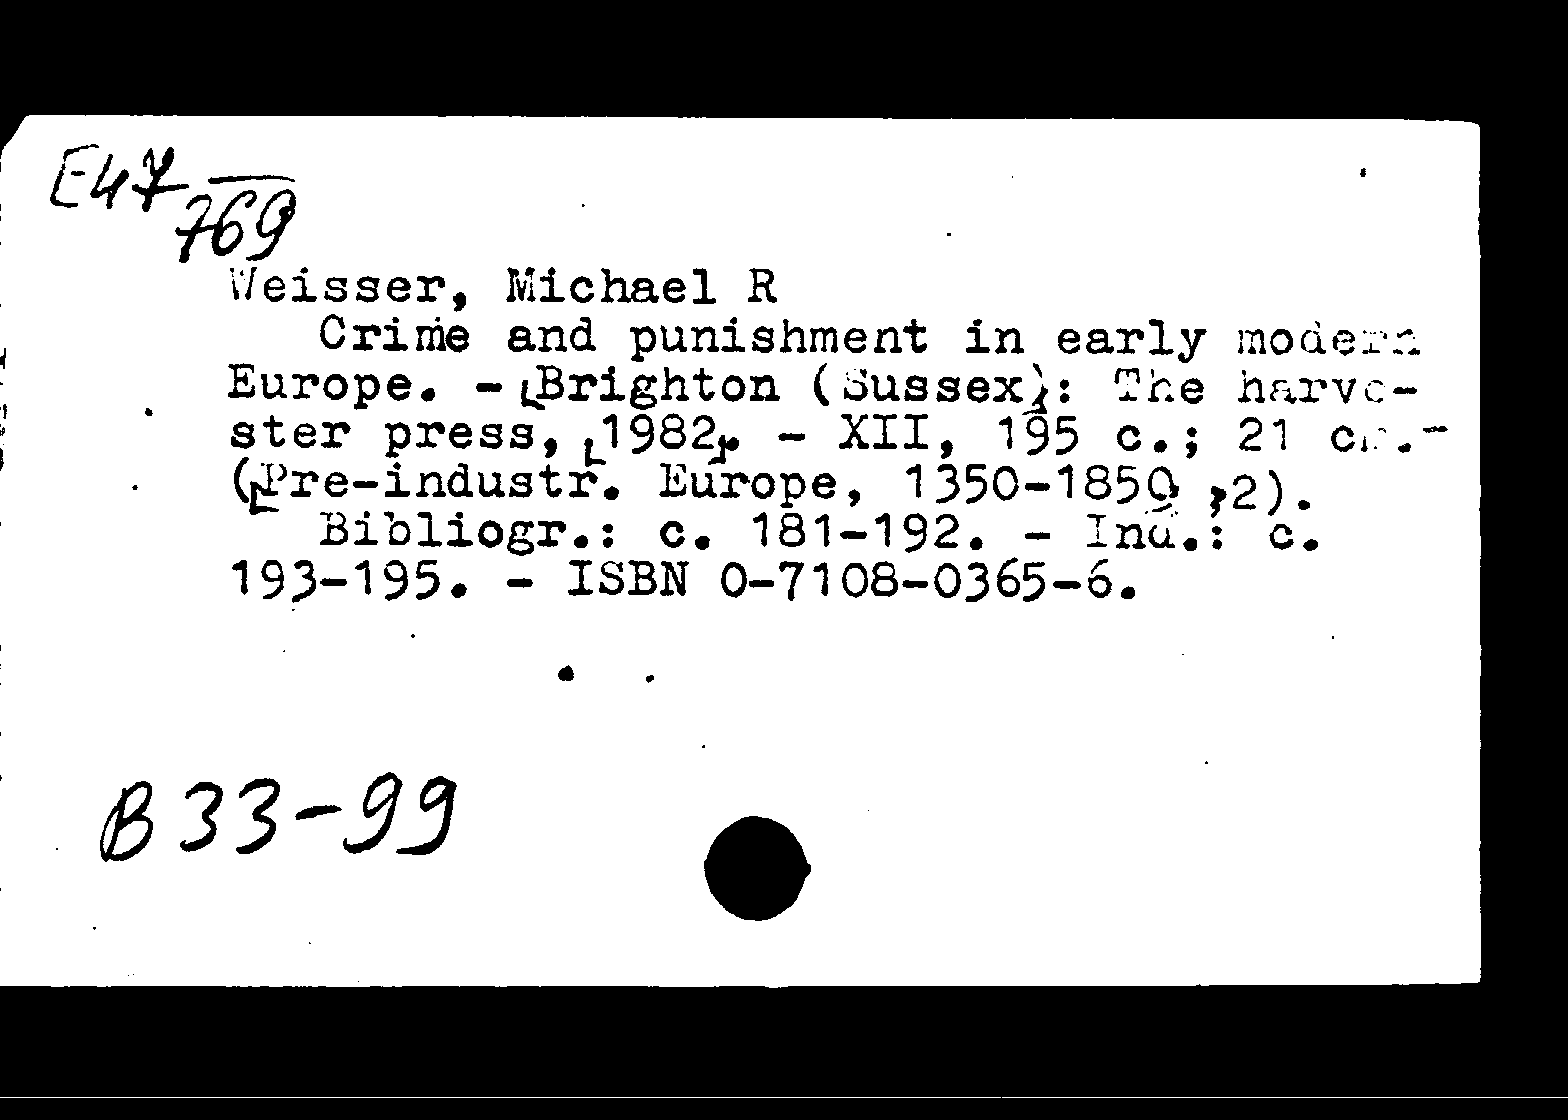 E47
769
Weisser, Michael R
Crime and punishment in early modern
Europe. - [Brighton (Sussex)]: The harve-
ster press, [1982]. - XII, 195 c.; 21 cm.-
([Pre-industr. Europe, 1350-1850], 2).
Bibliogr.: c. 181-192. - Ind.: c.
193-195. - ISBN 0-7108-0365-6.
B 33-99